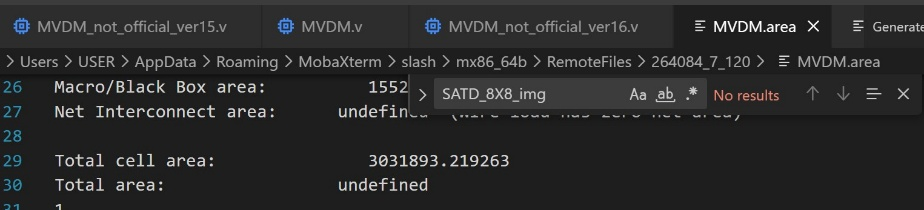 MVDM_not_official_ver15.v MVDM.v MVDM_not_official_ver16.v MVDM.area Generate
> Users > USER > AppData > Roaming > MobaXterm > slash > mx86_64b > RemoteFiles > 264084_7_120 > MVDM.area
SATD_8X8_img Aa ab .* No results
26 Macro/Black Box area: 1552
27 Net Interconnect area: undefined (Wire load has zero net area)
28
29 Total cell area: 3031893.219263
30 Total area: undefined
31 1